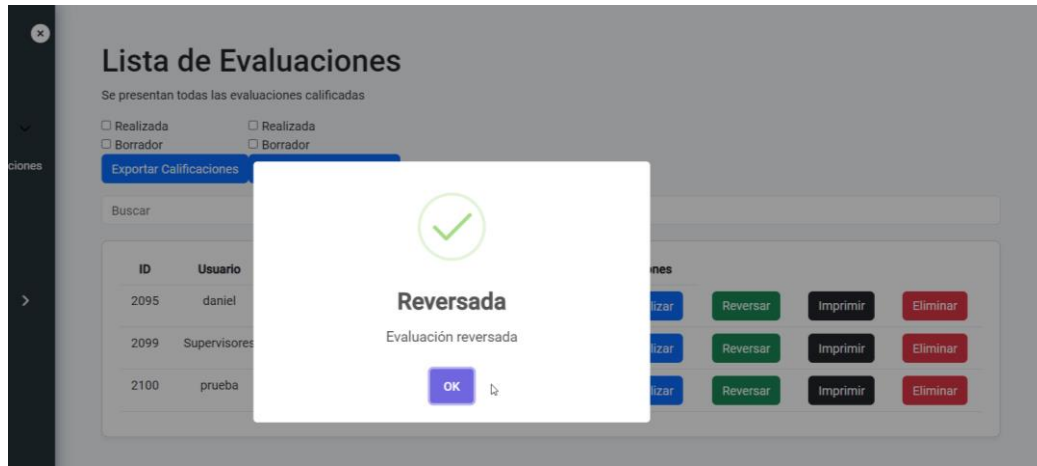 Lista de Evaluaciones
Se presentan todas las evaluaciones calificadas
Realizada Realizada
Borrador Borrador
ciones
Exportar Calificaciones
Buscar
Reversada
Evaluación reversada
OK
ID Usuario ones
2095 daniel lizar Reversar Imprimir Eliminar
2099 Supervisores lizar Reversar Imprimir Eliminar
2100 prueba lizar Reversar Imprimir Eliminar